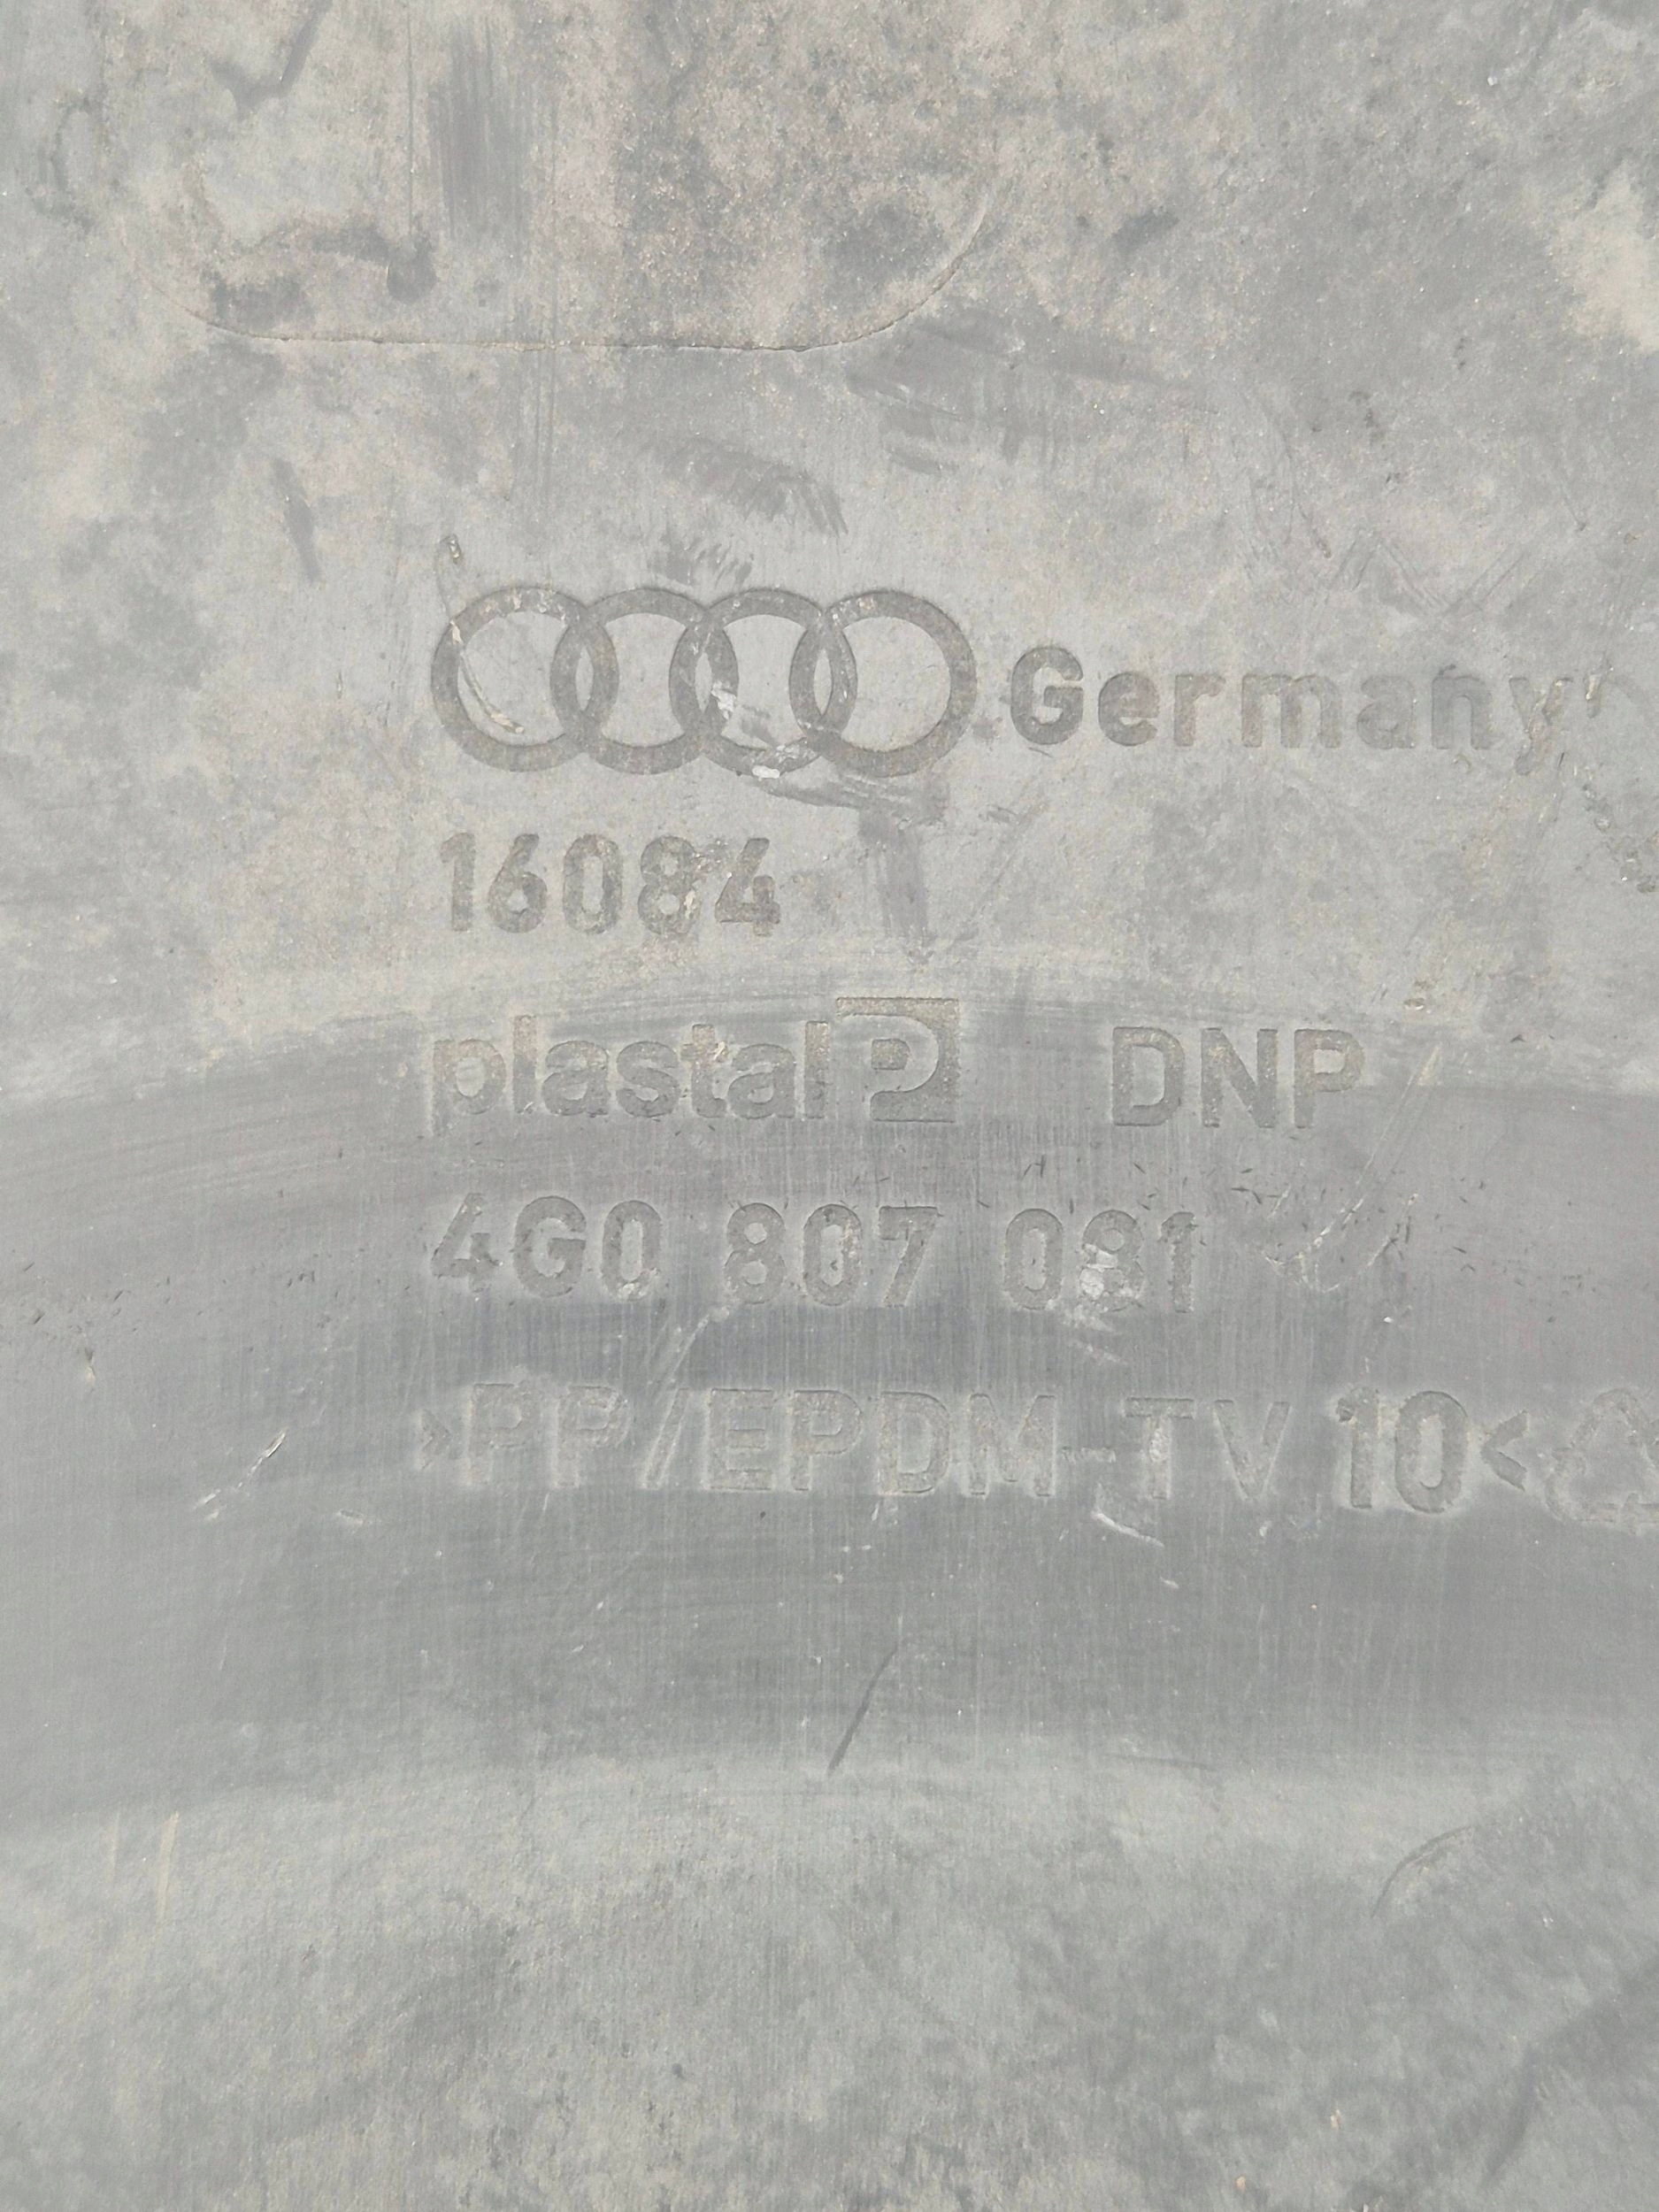 Germany
16084
plastal DNP
4G0 807 081
>PP/EPDM-TV 10<